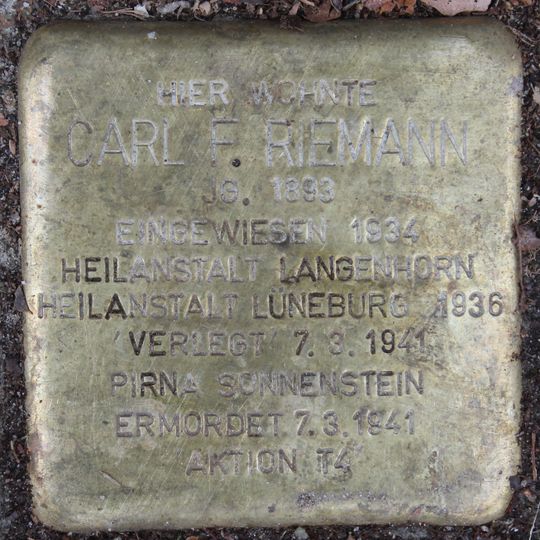 HIER WOHNTE
CARL F. RIEMANN
JG. 1893
EINGEWIESEN 1934
HEILANSTALT LANGENHORN
HEILANSTALT LÜNEBURG 1936
'VERLEGT' 7.3.1941
PIRNA SONNENSTEIN
ERMORDET 7.3.1941
AKTION T4